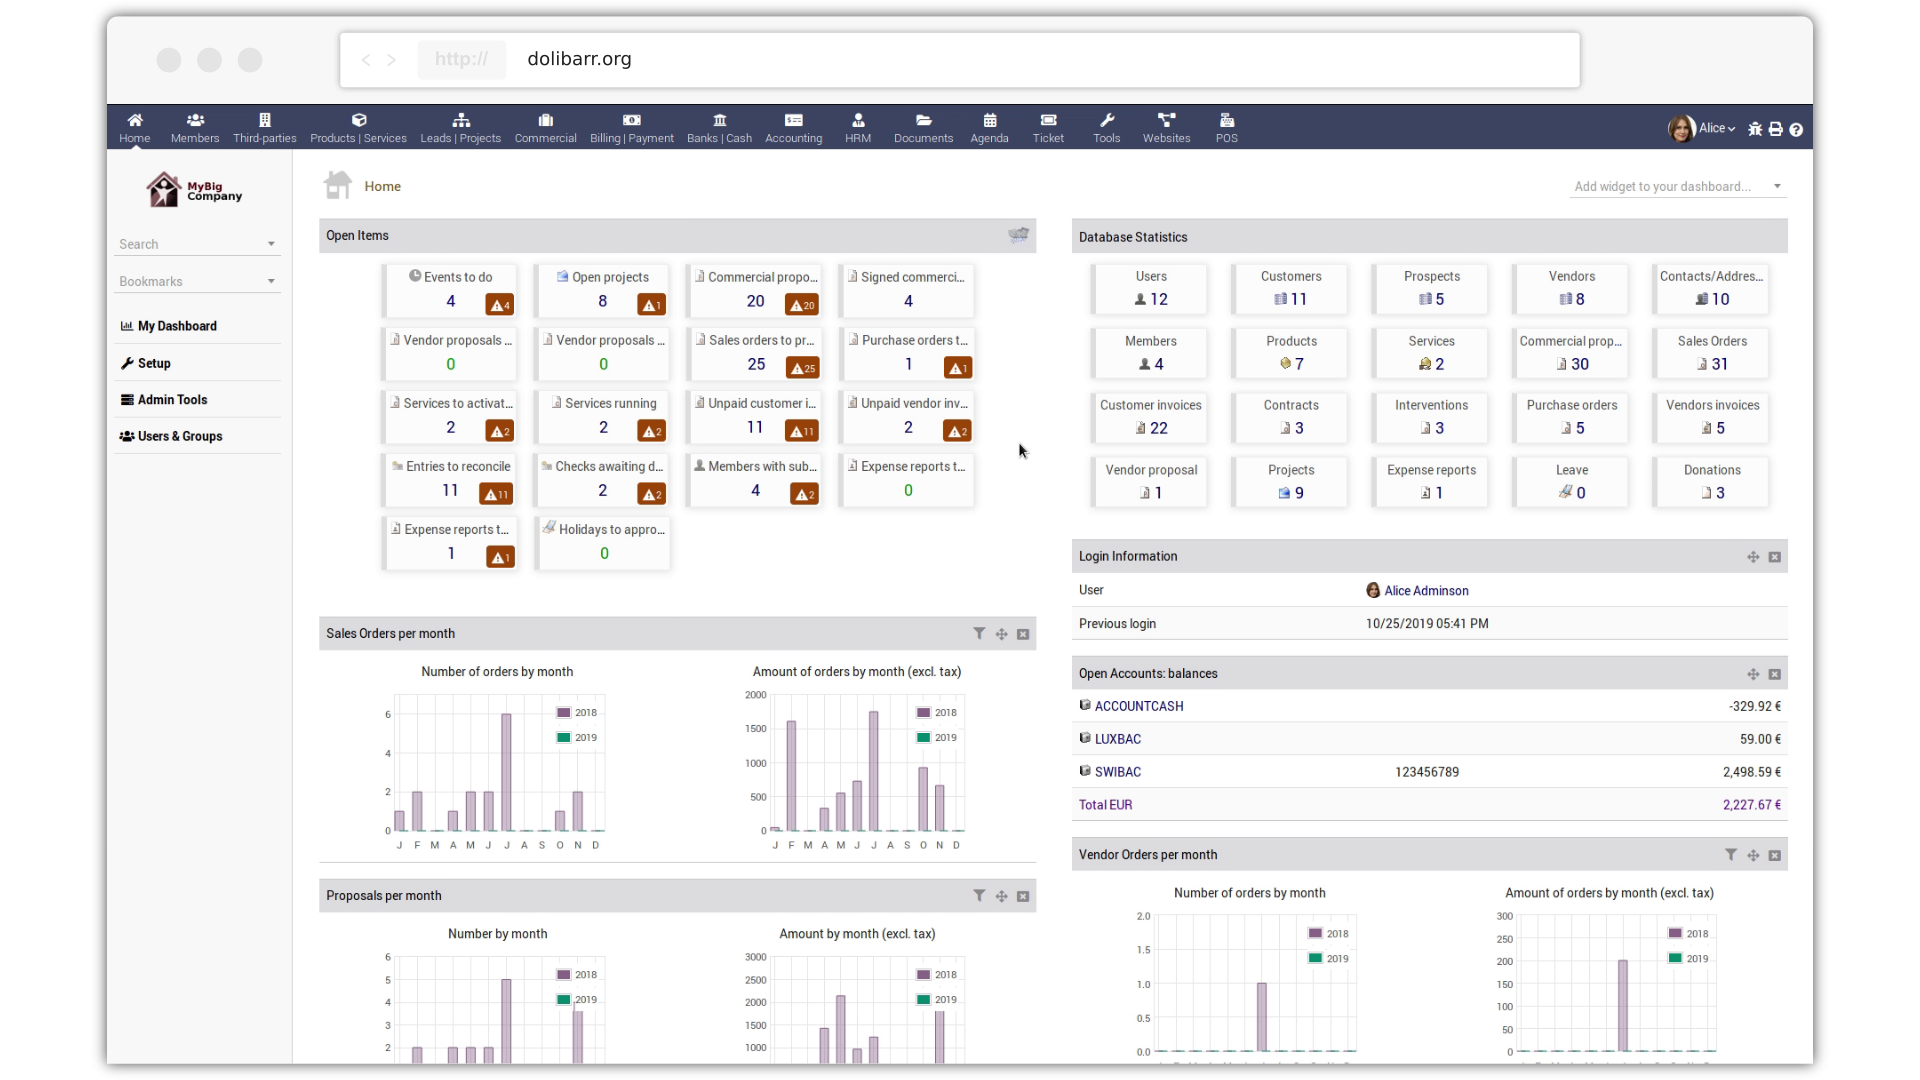 http://
dolibarr.org
Home
Members
Third-parties
Products | Services
Leads | Projects
Commercial
Billing | Payment
Banks | Cash
Accounting
HRM
Documents
Agenda
Ticket
Tools
Websites
POS
Alice
MyBig
Company
Search
Bookmarks
My Dashboard
Setup
Admin Tools
Users & Groups
Home
Add widget to your dashboard...
Open Items
Events to do
4
4
Open projects
8
1
Commercial propo...
20
20
Signed commerci...
4
Vendor proposals ...
0
Vendor proposals ...
0
Sales orders to pr...
25
25
Purchase orders t...
1
1
Services to activat...
2
2
Services running
2
2
Unpaid customer i...
11
11
Unpaid vendor inv...
2
2
Entries to reconcile
11
11
Checks awaiting d...
2
2
Members with sub...
4
2
Expense reports t...
0
Expense reports t...
1
1
Holidays to appro...
0
Sales Orders per month
Number of orders by month
6
4
2
0
2018
2019
J F M A M J J A S O N D
Amount of orders by month (excl. tax)
2000
1500
1000
500
0
2018
2019
J F M A M J J A S O N D
Proposals per month
Number by month
6
5
4
3
2
2018
2019
Amount by month (excl. tax)
3000
2500
2000
1500
1000
2018
2019
Database Statistics
Users
12
Customers
11
Prospects
5
Vendors
8
Contacts/Addres...
10
Members
4
Products
7
Services
2
Commercial prop...
30
Sales Orders
31
Customer invoices
22
Contracts
3
Interventions
3
Purchase orders
5
Vendors invoices
5
Vendor proposal
1
Projects
9
Expense reports
1
Leave
0
Donations
3
Login Information
User
Alice Adminson
Previous login
10/25/2019 05:41 PM
Open Accounts: balances
ACCOUNTCASH
-329.92 €
LUXBAC
59.00 €
SWIBAC
123456789
2,498.59 €
Total EUR
2,227.67 €
Vendor Orders per month
Number of orders by month
2.0
1.5
1.0
0.5
0.0
2018
2019
Amount of orders by month (excl. tax)
300
250
200
150
100
50
0
2018
2019